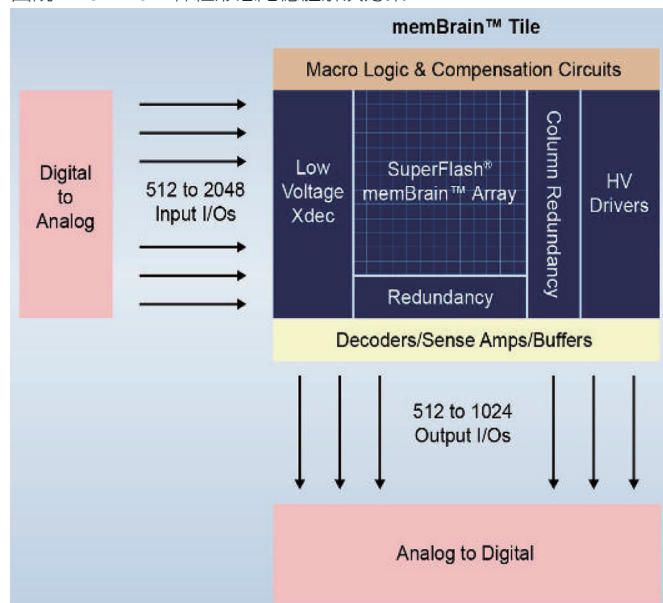 memBrain™ Tile
Macro Logic & Compensation Circuits
Digital
to
Analog
512 to 2048
Input I/Os
Low
Voltage
Xdec
SuperFlash®
memBrain™ Array
Redundancy
Column Redundancy
HV
Drivers
Decoders/Sense Amps/Buffers
512 to 1024
Output I/Os
Analog to Digital